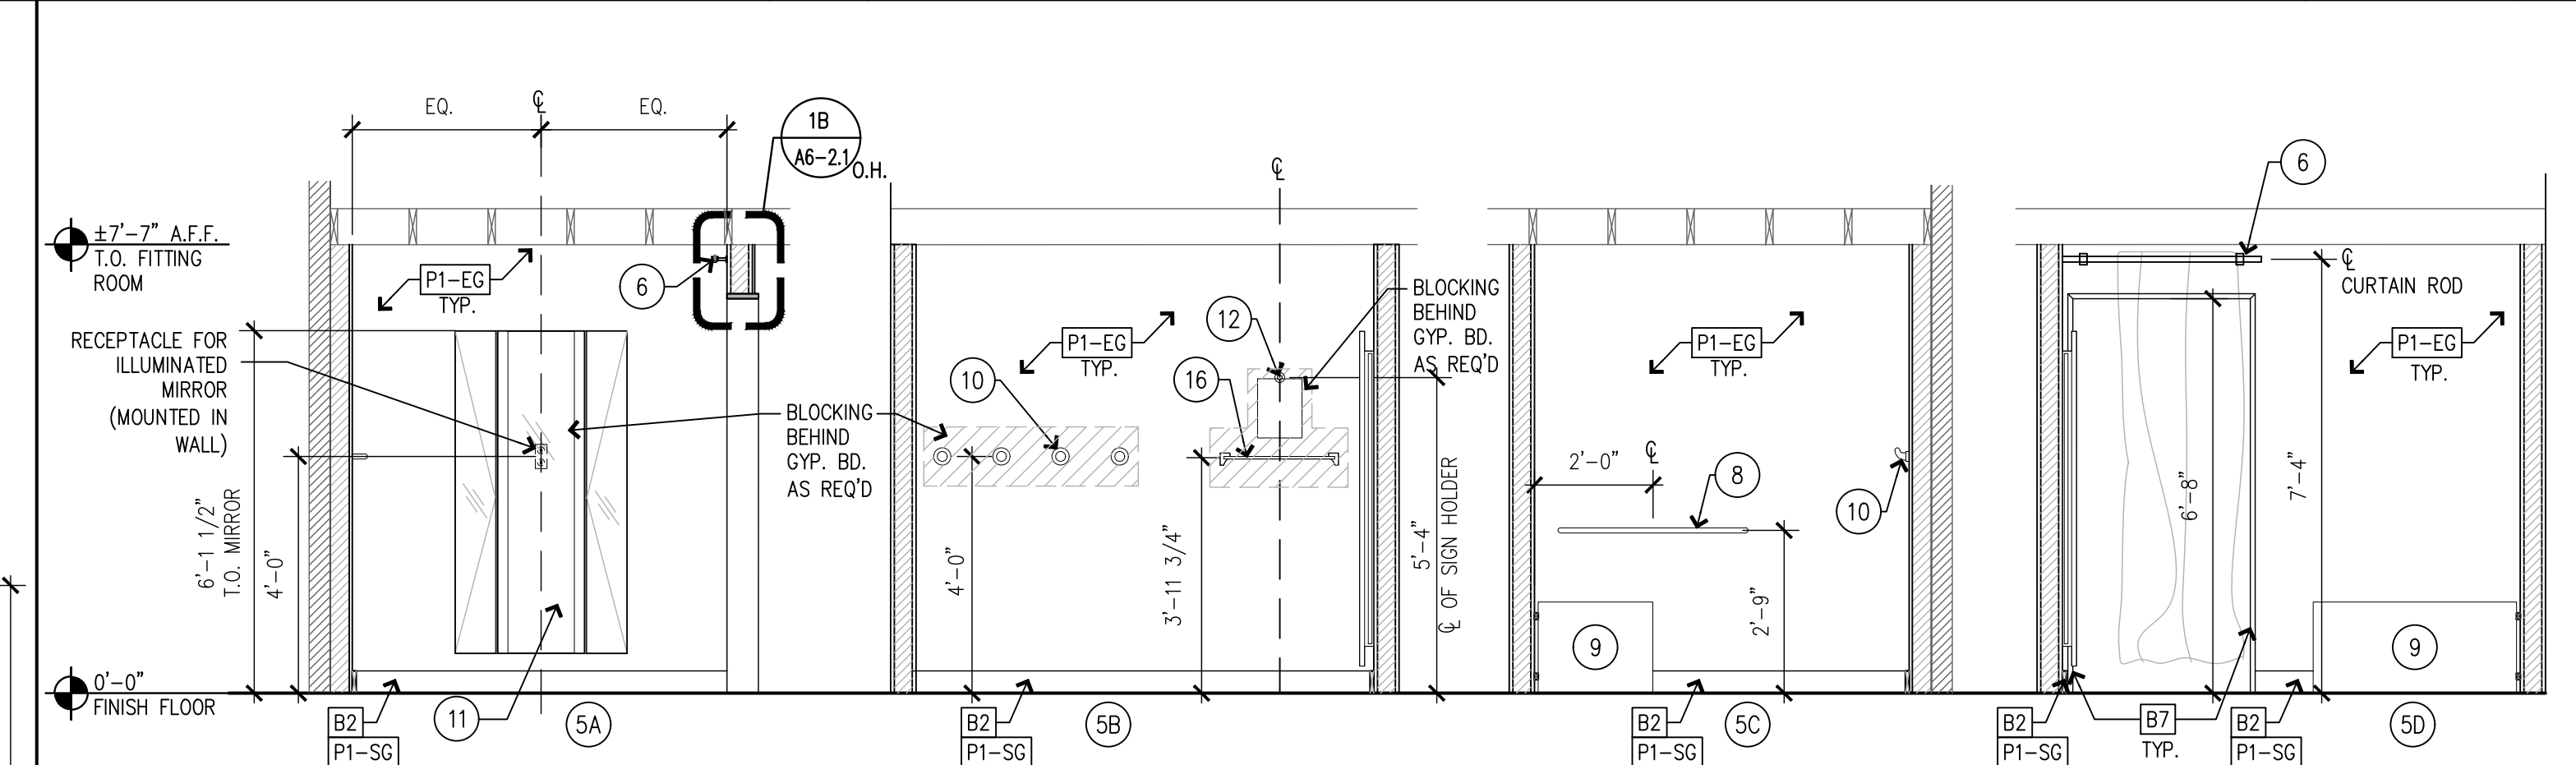 EQ.
℄
EQ.
1B
A6-2.1
O.H.
℄
6
±7'-7" A.F.F.
T.O. FITTING
ROOM
P1-EG
TYP.
6
RECEPTACLE FOR
ILLUMINATED
MIRROR
(MOUNTED IN
WALL)
6'-1 1/2"
T.O. MIRROR
4'-0"
BLOCKING
BEHIND
GYP. BD.
AS REQ'D
0'-0"
FINISH FLOOR
B2
P1-SG
11
5A
P1-EG
TYP.
10
12
16
BLOCKING
BEHIND
GYP. BD.
AS REQ'D
4'-0"
3'-11 3/4"
5'-4"
℄ OF SIGN HOLDER
B2
P1-SG
5B
P1-EG
TYP.
2'-0"
℄
8
10
9
2'-9"
B2
P1-SG
5C
℄
CURTAIN ROD
P1-EG
TYP.
6'-8"
7'-4"
9
B2
P1-SG
B7
TYP.
B2
P1-SG
5D